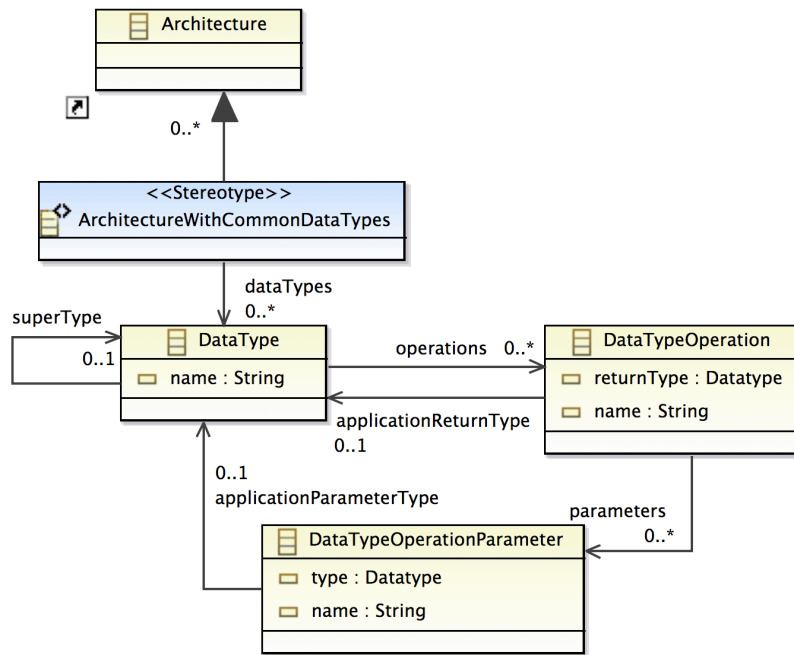 Architecture
0..*
<<Stereotype>>
ArchitectureWithCommonDataTypes
dataTypes
0..*
superType
0..1
DataType
name : String
operations 0..*
DataTypeOperation
returnType : Datatype
name : String
applicationReturnType
0..1
0..1
applicationParameterType
parameters
0..*
DataTypeOperationParameter
type : Datatype
name : String